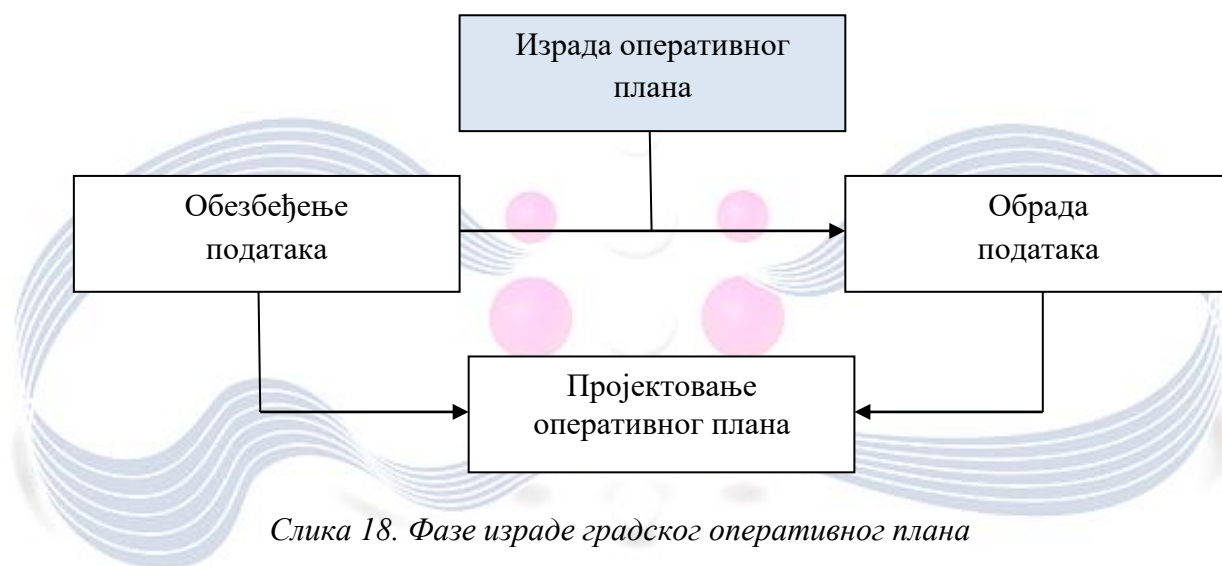 Израда оперативног
плана
Обезбеђење
података
Обрада
података
Пројектовање
оперативног плана
Слика 18. Фазе израде градског оперативног плана